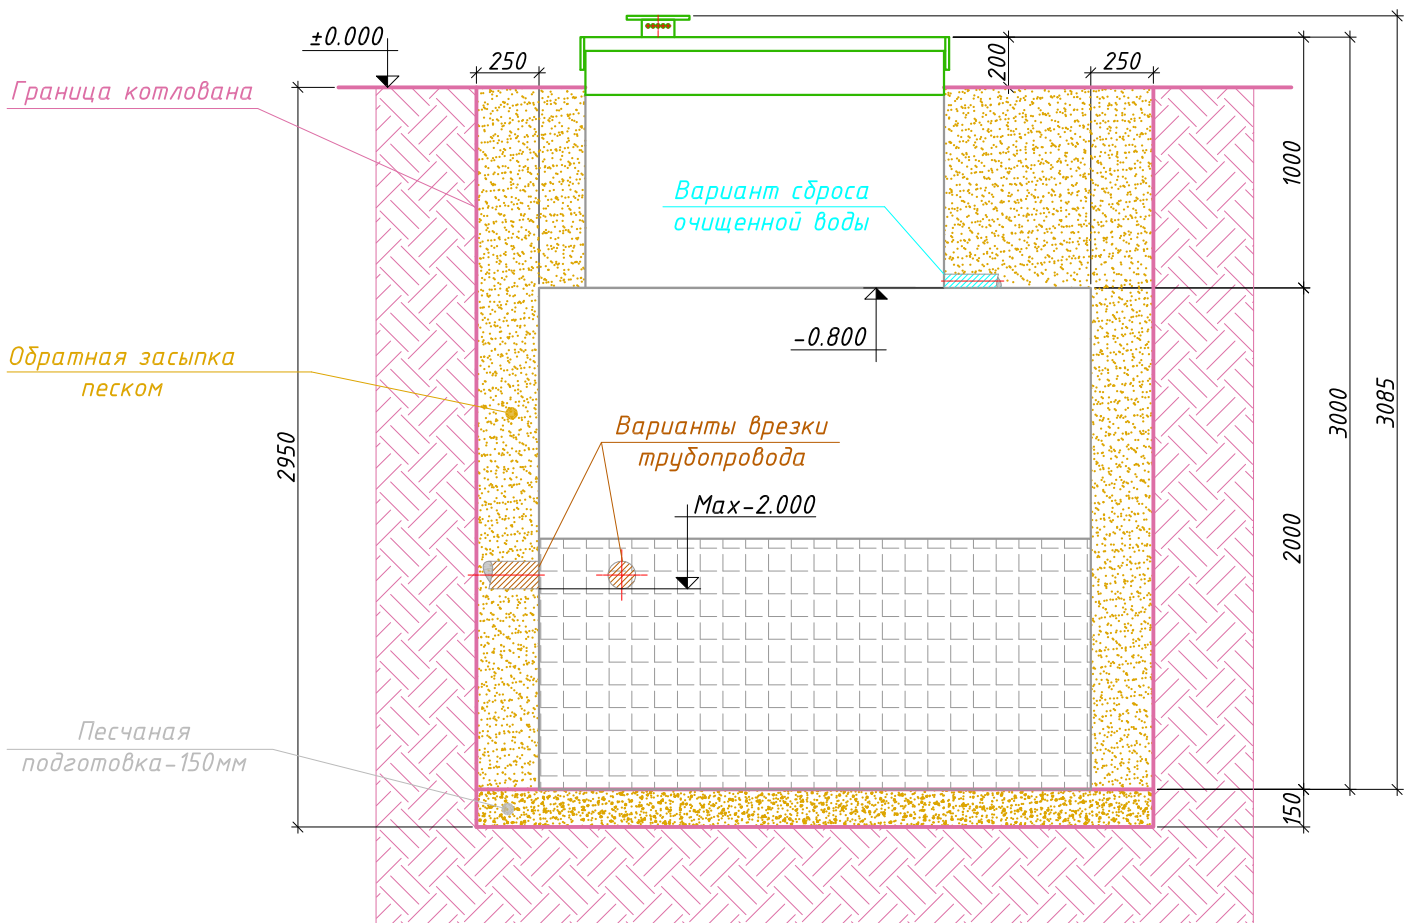 ±0.000
250
200
250
Граница котлована
1000
Вариант сброса
очищенной воды
-0.800
Обратная засыпка
песком
3000
3085
Варианты врезки
трубопровода
2950
Max-2.000
2000
Песчаная
подготовка-150мм
150